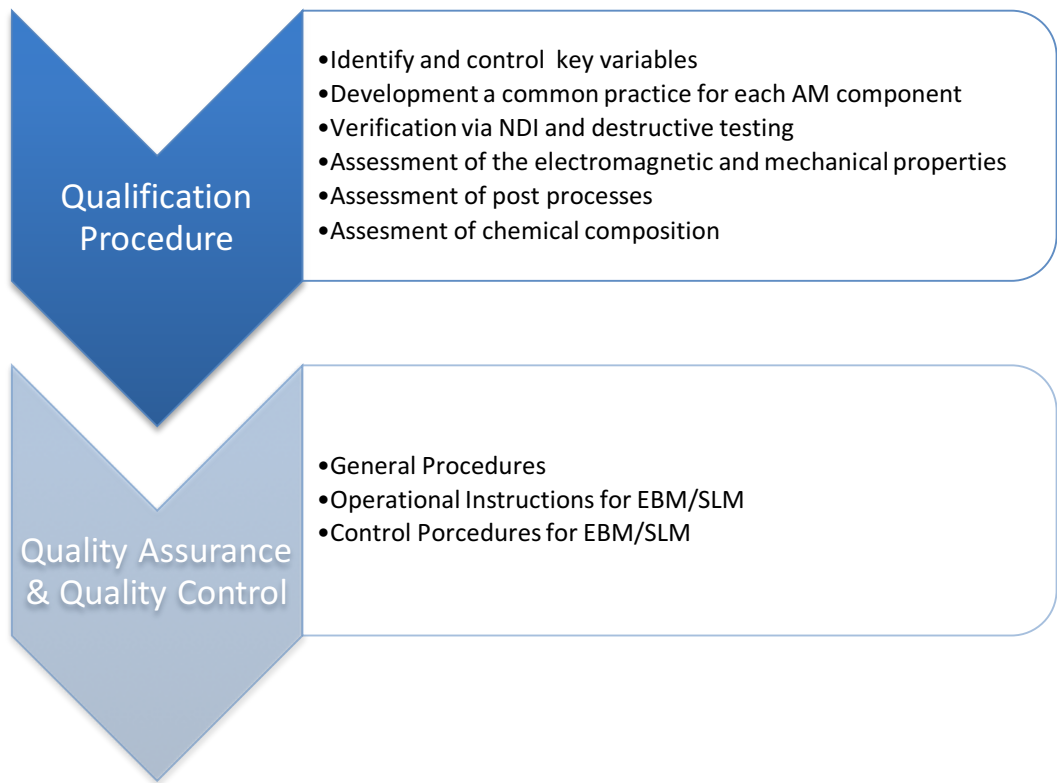 Qualification
Procedure
•Identify and control  key variables
•Development a common practice for each AM component
•Verification via NDI and destructive testing
•Assessment of the electromagnetic and mechanical properties
•Assessment of post processes
•Assesment of chemical composition
Quality Assurance
& Quality Control
•General Procedures
•Operational Instructions for EBM/SLM
•Control Porcedures for EBM/SLM